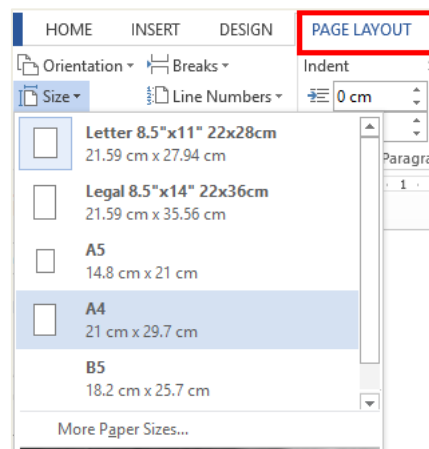 HOME INSERT DESIGN PAGE LAYOUT
Orientation Breaks Indent
Size Line Numbers 0 cm
Letter 8.5"x11" 22x28cm
21.59 cm x 27.94 cm
Paragra
Legal 8.5"x14" 22x36cm
1
21.59 cm x 35.56 cm
A5
14.8 cm x 21 cm
A4
21 cm x 29.7 cm
B5
18.2 cm x 25.7 cm
More Paper Sizes...